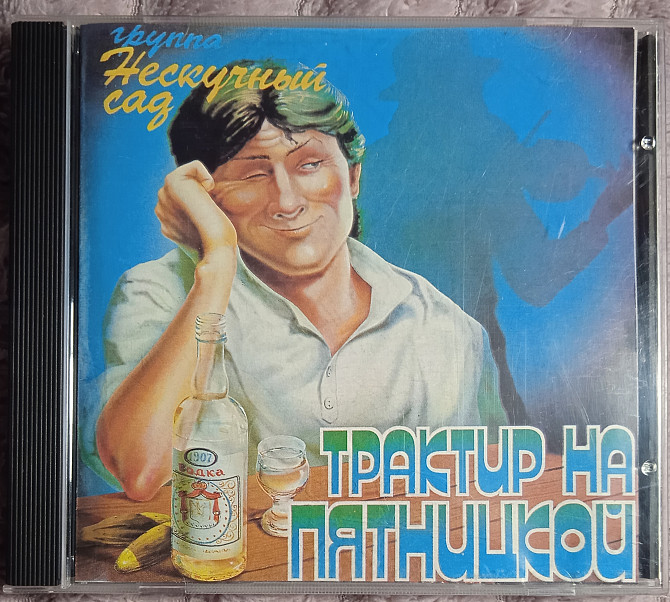 группа
Нескучный
сад
1907
водка
ТРАКТИР НА
ПЯТНИЦКОЙ